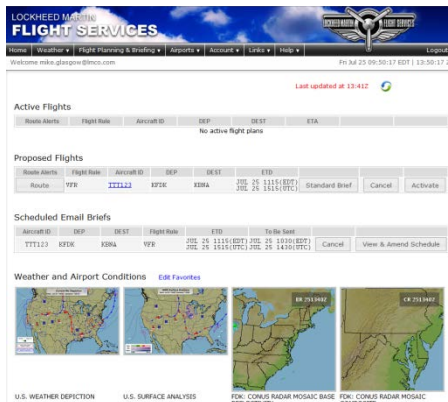 LOCKHEED MARTIN
FLIGHT SERVICES
LOCKHEED MARTIN FLIGHT SERVICES
Home Weather Flight Planning & Briefing Airports Account Links Help Logout
Welcome mike.glasgow@lmco.com Fri Jul 25 09:50:17 EDT | 13:50:17
Last updated at 13:41Z
Active Flights
Route Alerts Flight Rule Aircraft ID DEP DEST ETA
No active flight plans
Proposed Flights
Route Alerts Flight Rule Aircraft ID DEP DEST ETD
Route VFR TTT123 KFDK KBNA JUL 25 1115(EDT) Standard Brief Cancel Activate
JUL 25 1515(UTC)
Scheduled Email Briefs
Aircraft ID DEP DEST Flight Rule ETD To Be Sent
TTT123 KFDK KBNA VFR JUL 25 1115(EDT) JUL 25 1030(EDT) Cancel View & Amend Schedule
JUL 25 1515(UTC) JUL 25 1430(UTC)
Weather and Airport Conditions Edit Favorites
U.S. WEATHER DEPICTION U.S. SURFACE ANALYSIS FDK: CONUS RADAR MOSAIC BASE FDK: CONUS RADAR MOSAIC